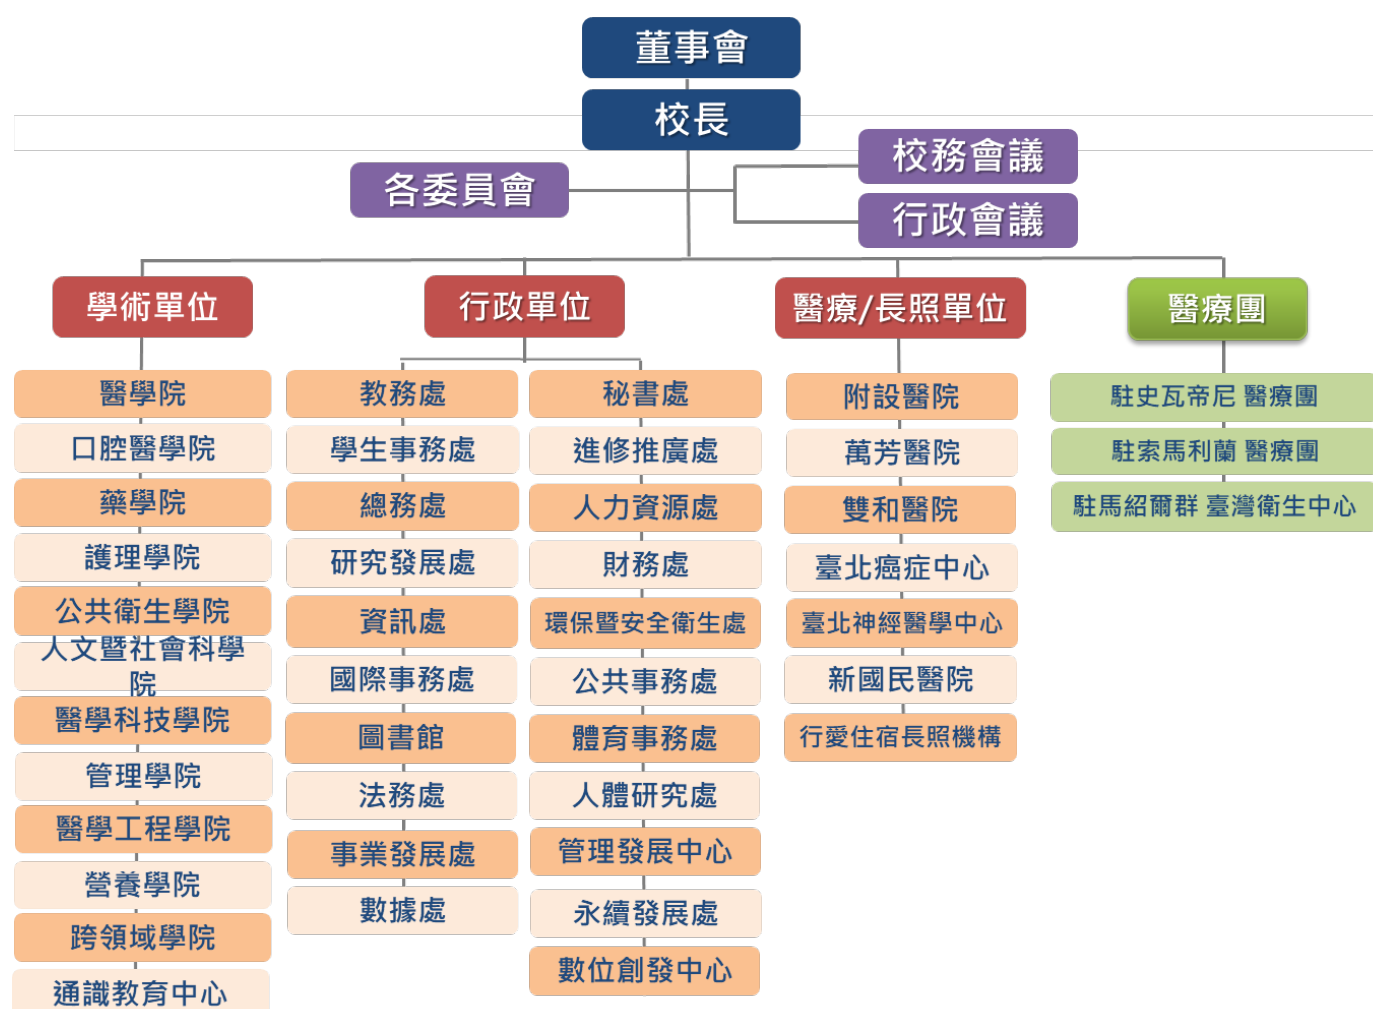 董事會
校長
各委員會
校務會議
行政會議
學術單位
醫學院
口腔醫學院
藥學院
護理學院
公共衛生學院
人文暨社會科學
院
醫學科技學院
管理學院
醫學工程學院
營養學院
跨領域學院
通識教育中心
行政單位
教務處
學生事務處
總務處
研究發展處
資訊處
國際事務處
圖書館
法務處
事業發展處
數據處
秘書處
進修推廣處
人力資源處
財務處
環保暨安全衛生處
公共事務處
體育事務處
人體研究處
管理發展中心
永續發展處
數位創發中心
醫療/長照單位
附設醫院
萬芳醫院
雙和醫院
臺北癌症中心
臺北神經醫學中心
新國民醫院
行愛住宿長照機構
醫療團
駐史瓦帝尼 醫療團
駐索馬利蘭 醫療團
駐馬紹爾群 臺灣衛生中心